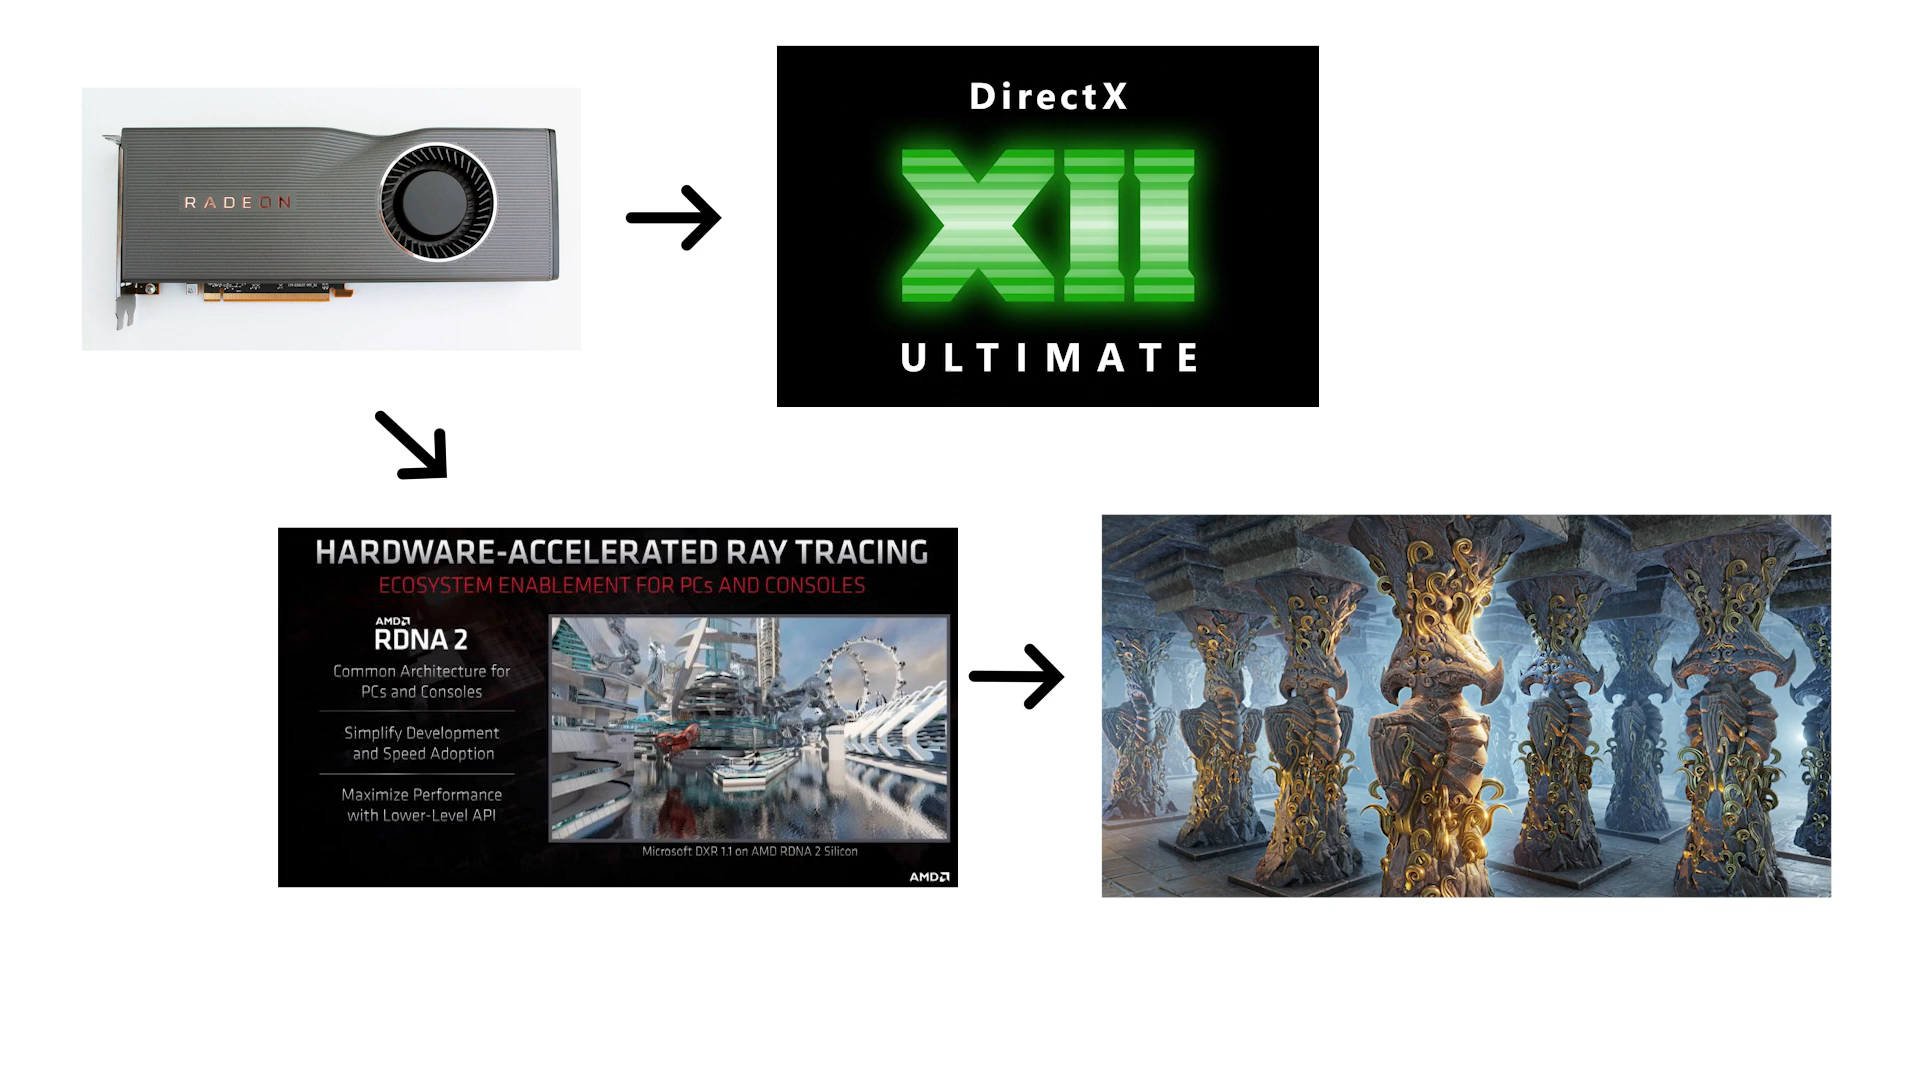 DirectX
RADEON
XII
ULTIMATE
HARDWARE-ACCELERATED RAY TRACING
ECOSYSTEM ENABLEMENT FOR PCs AND CONSOLES
AMD
RDNA 2
Common Architecture for
PCs and Consoles
Simplify Development
and Speed Adoption
Maximize Performance
with Lower-Level API
Microsoft DXR 1.1 on AMD RDNA 2 Silicon
AMD